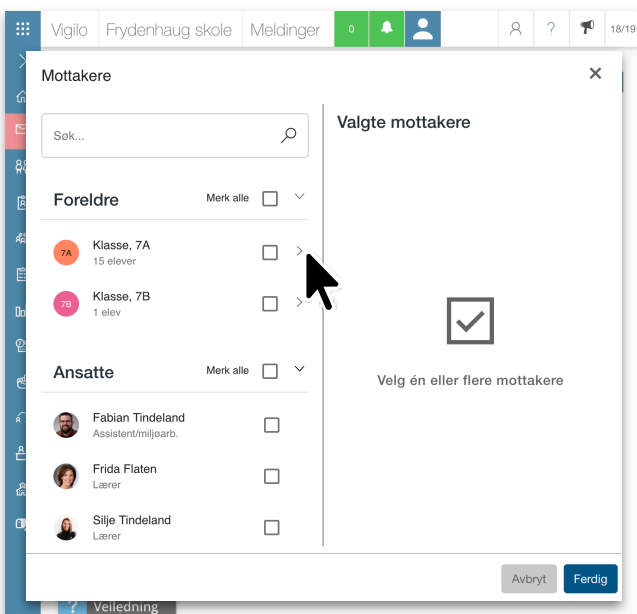 Vigilo Frydenhaug skole Meldinger 0 ? 18/19
Mottakere
Søk...
Valgte mottakere
Foreldre Merk alle
7A Klasse, 7A
15 elever
7B Klasse, 7B
1 elev
Velg én eller flere mottakere
Ansatte Merk alle
Fabian Tindeland
Assistent/miljøarb.
Frida Flaten
Lærer
Silje Tindeland
Lærer
Avbryt Ferdig
? Veiledning